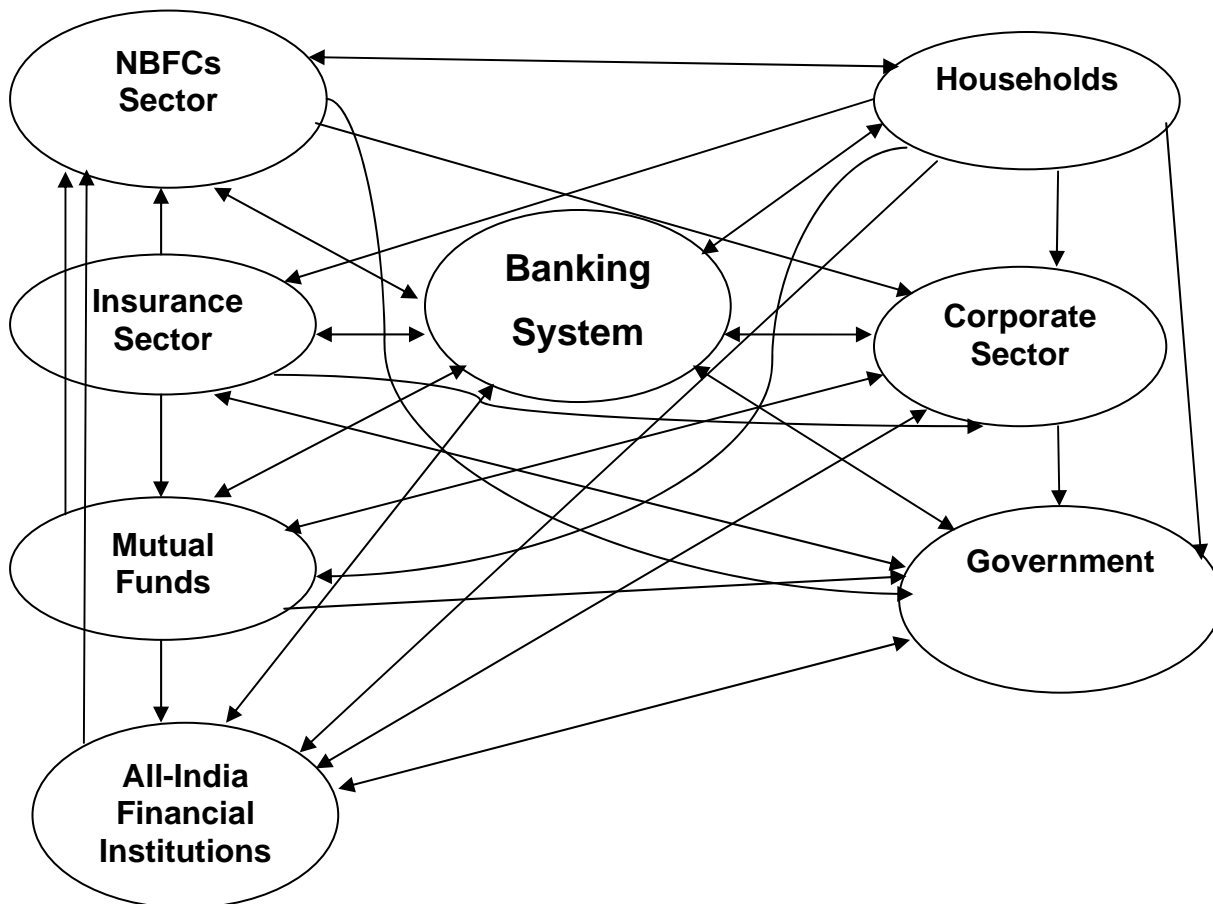 NBFCs
Sector
Households
Banking
System
Insurance
Sector
Corporate
Sector
Mutual
Funds
Government
All-India
Financial
Institutions